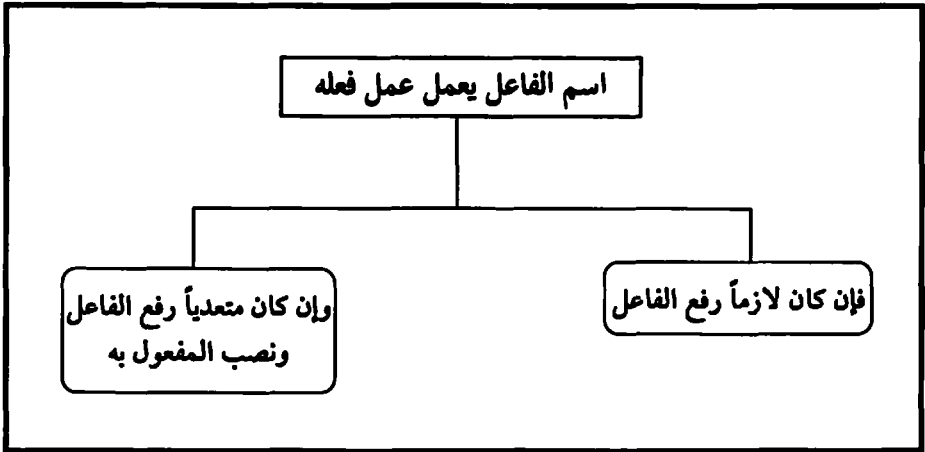 اسم الفاعل يعمل عمل فعله
فإن كان لازماً رفع الفاعل
وإن كان متعدياً رفع الفاعل
ونصب المفعول به